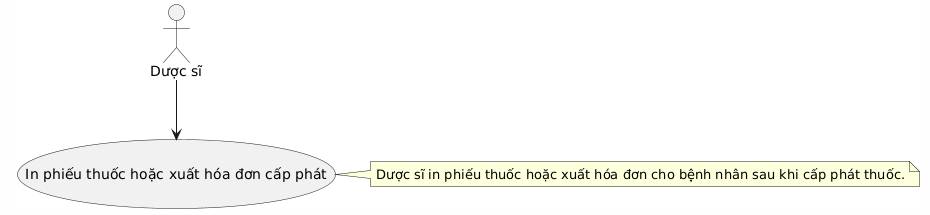 Dược sĩ
In phiếu thuốc hoặc xuất hóa đơn cấp phát
Dược sĩ in phiếu thuốc hoặc xuất hóa đơn cho bệnh nhân sau khi cấp phát thuốc.